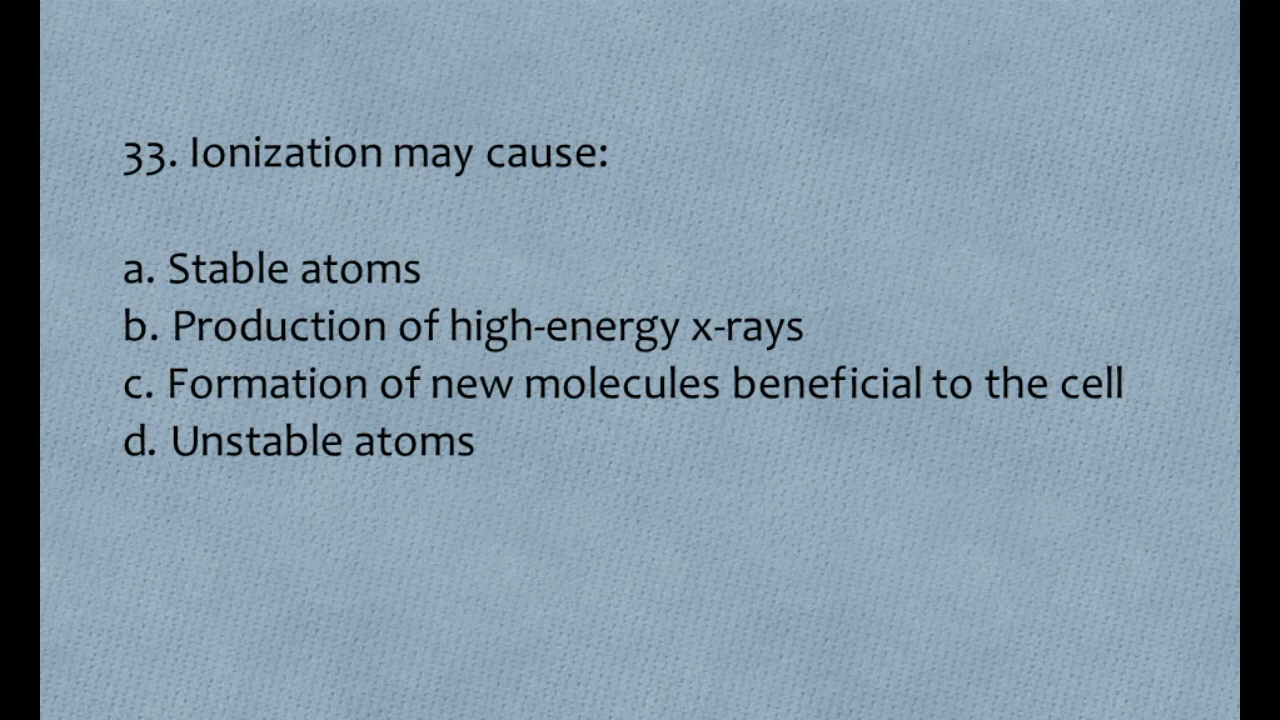 33. Ionization may cause:
a. Stable atoms
b. Production of high-energy x-rays
c. Formation of new molecules beneficial to the cell
d. Unstable atoms